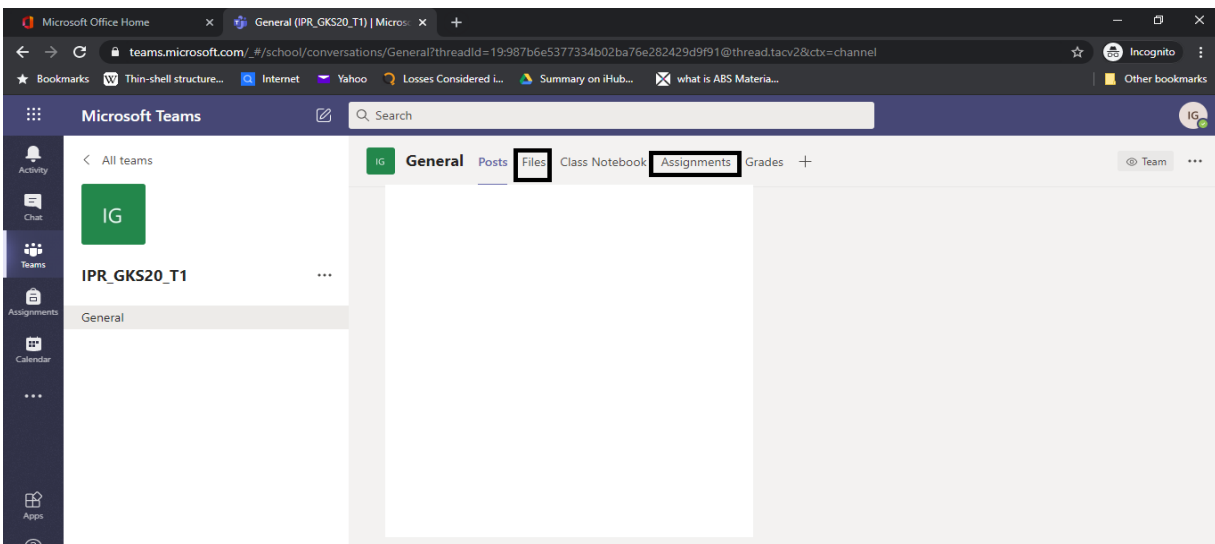 Microsoft Office Home
General (IPR_GKS20_T1) | Micros
teams.microsoft.com/_#/school/conversations/General?threadId=19:987b6e5377334b02ba76e282429d9f91@thread.tacv2&ctx=channel
Incognito
Bookmarks Thin-shell structure... Internet Yahoo Losses Considered i... Summary on iHub... what is ABS Materia... Other bookmarks
Microsoft Teams
Search
IG
Activity
Chat
Teams
Assignments
Calendar
Apps
All teams
IG
IPR_GKS20_T1
General
IG General Posts Files Class Notebook Assignments Grades
Team